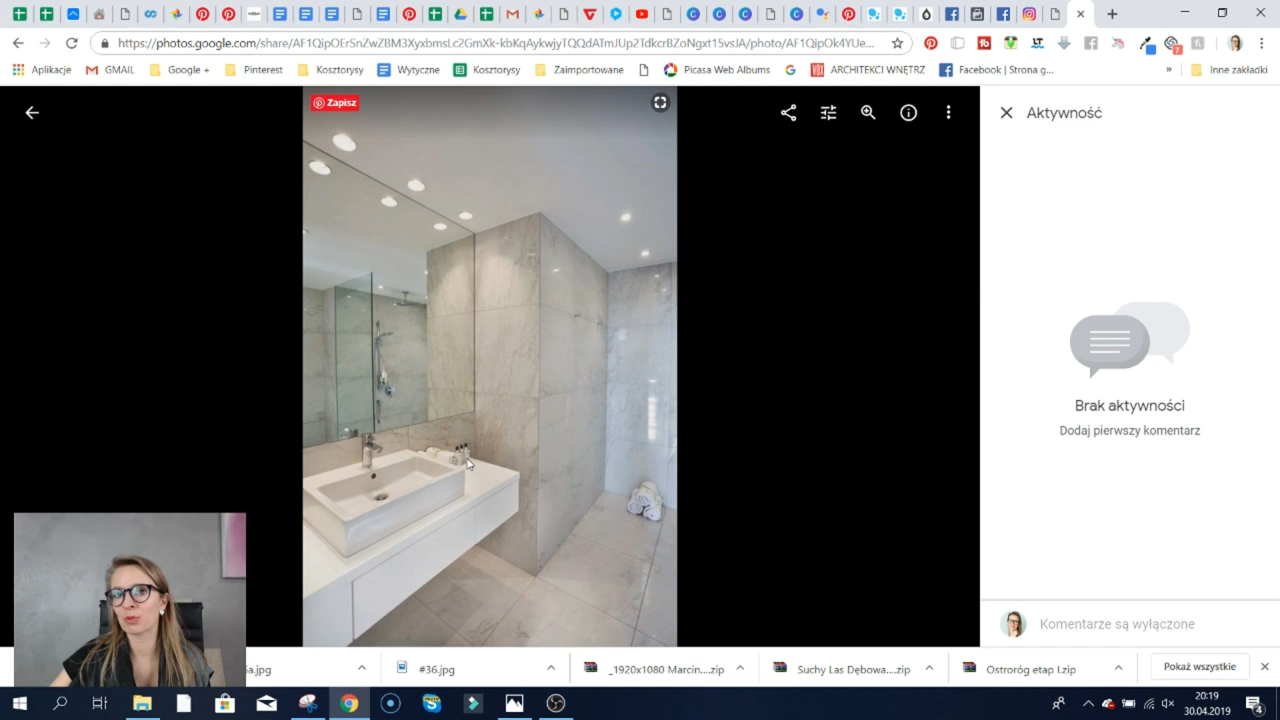 https://photos.google.com/share/AF1QipOErSnZwZBM3XyxbmsLc2GmXk-kbKqAykwjyTQQdATmJUp2TdkcrBZoNgxt15vsJA/photo/AF1QipOk4YUe...
Aplikacje
GMAIL
Google +
Pinterest
Kosztorysy
Wytyczne
Kosztorysy
Zaimportowane
Picasa Web Albums
ARCHITEKCI WNĘTRZ
Facebook | Strona g...
»
Inne zakładki
Zapisz
Aktywność
Brak aktywności
Dodaj pierwszy komentarz
Komentarze są wyłączone
a.jpg
#36.jpg
_1920x1080 Marcin....zip
Suchy Las Dębowa....zip
Ostroróg etap I.zip
Pokaż wszystkie
20:19
30.04.2019
4